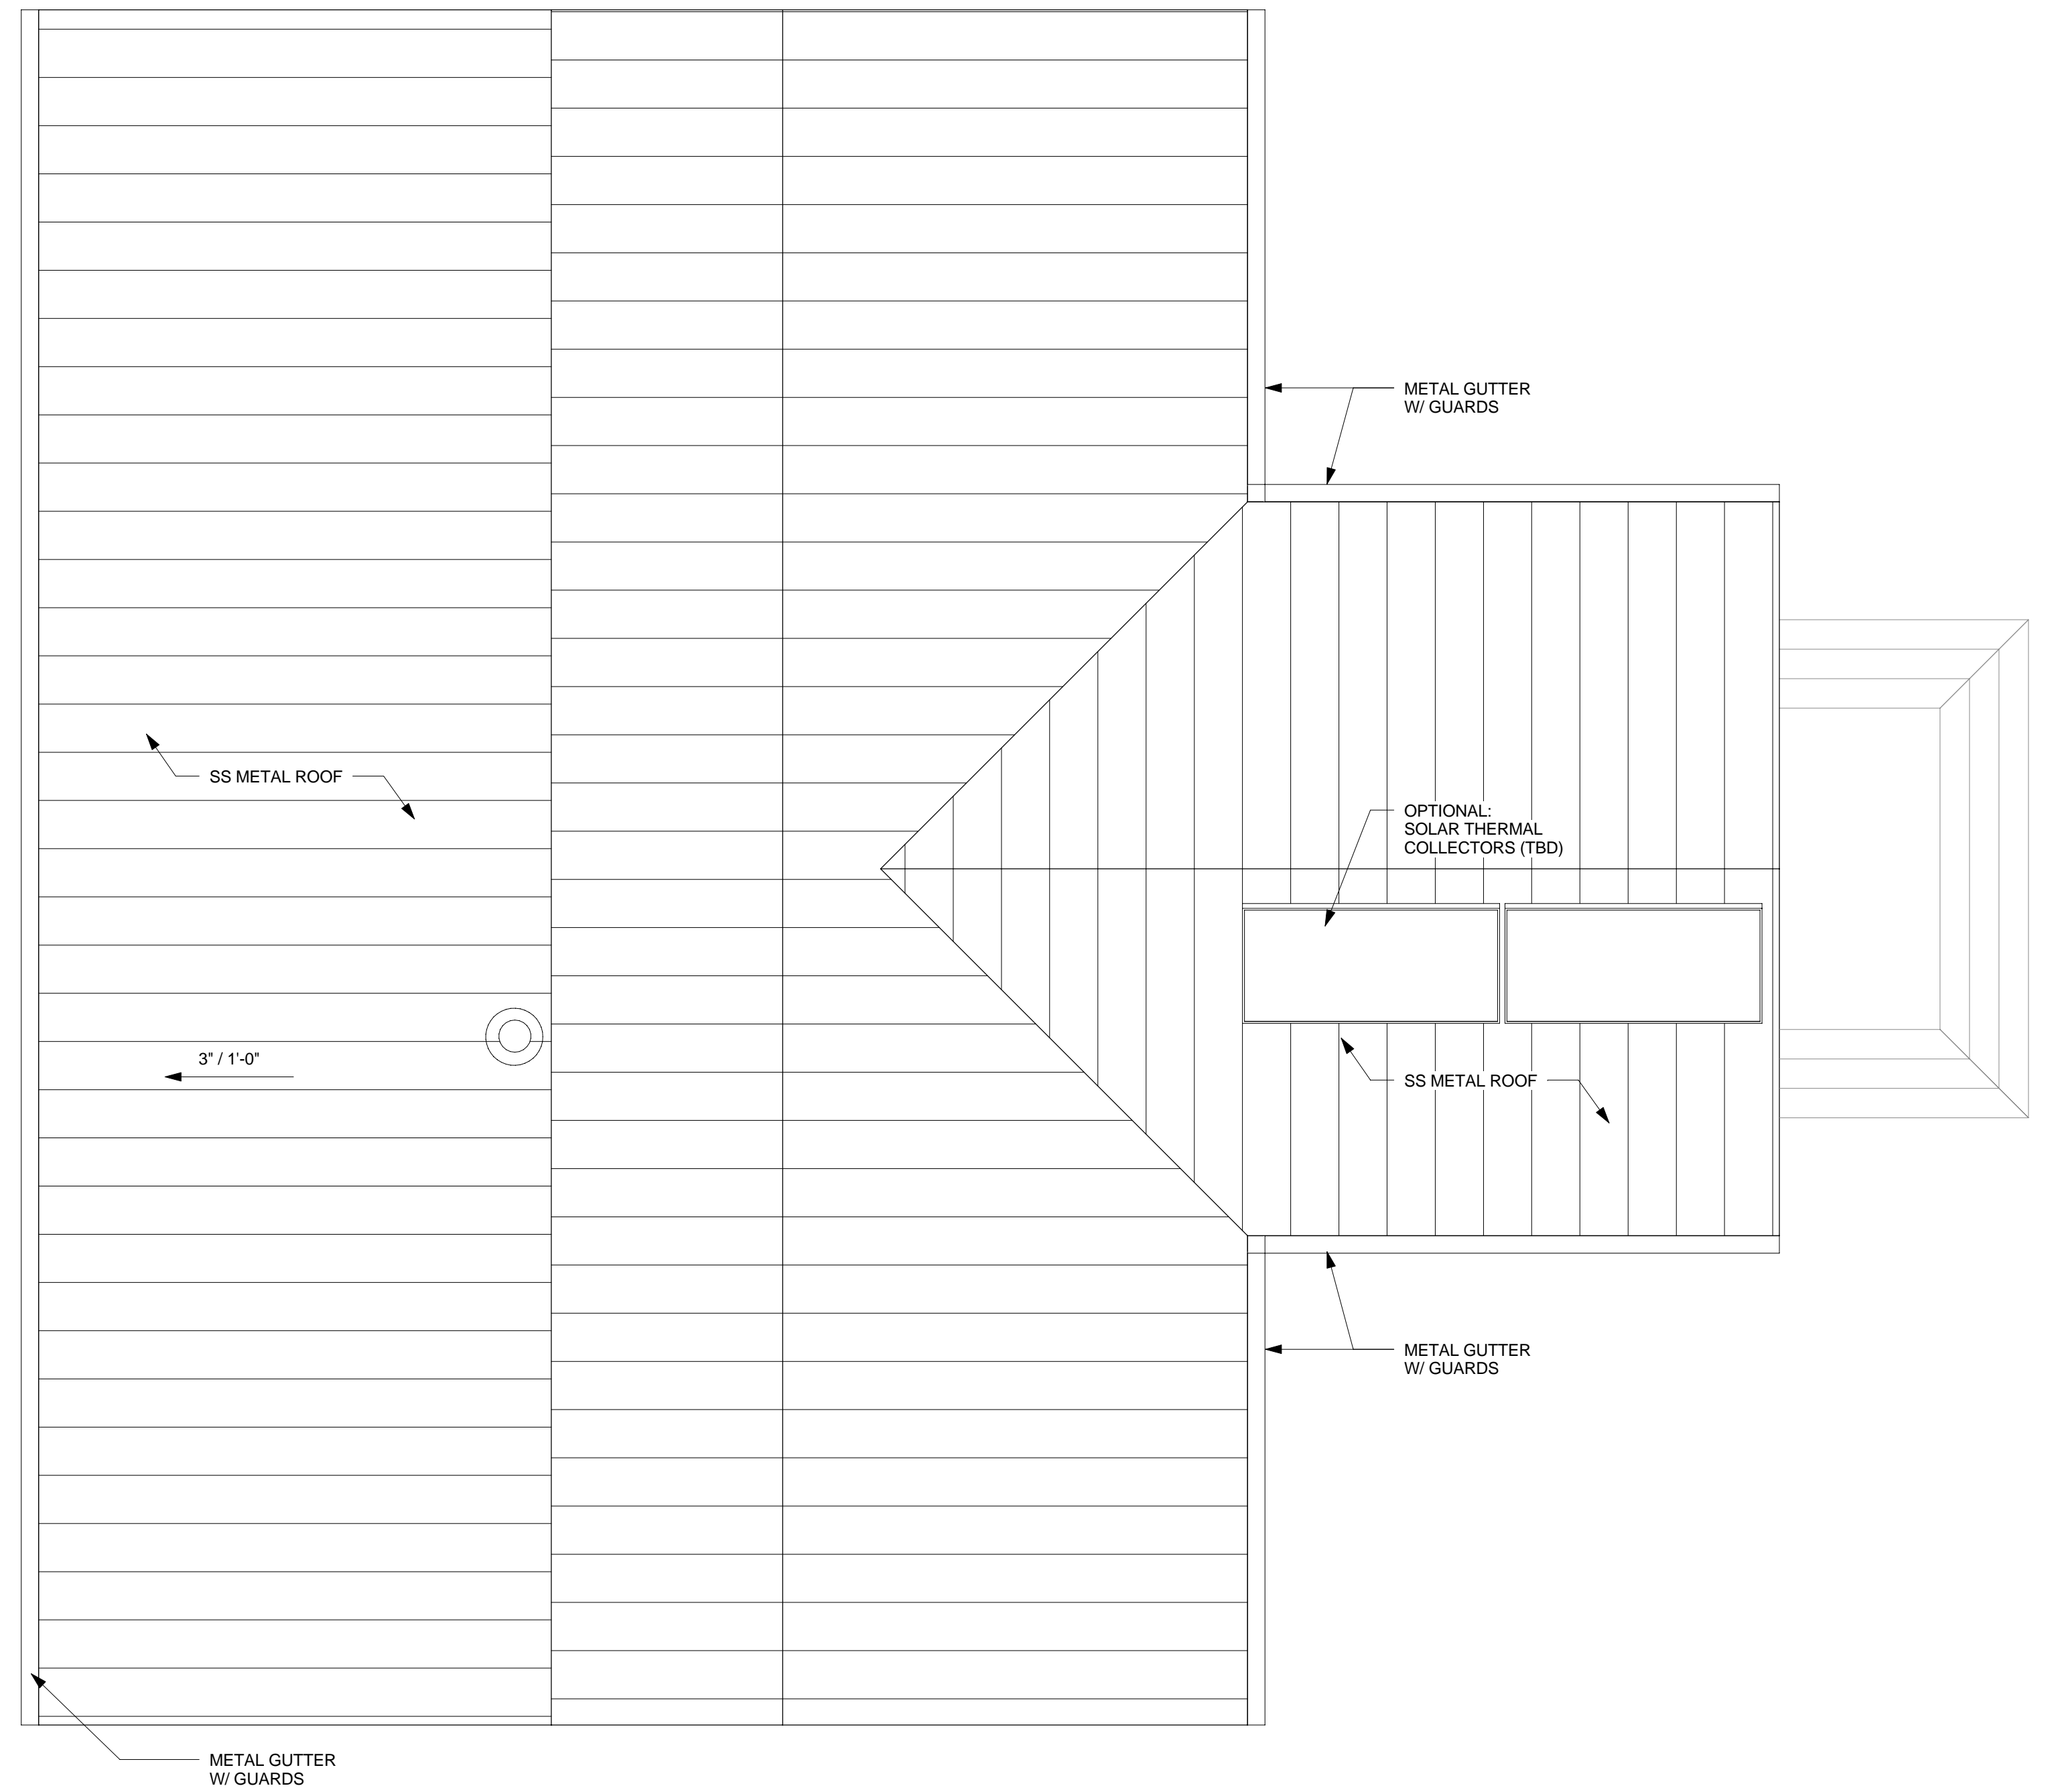 METAL GUTTER
W/ GUARDS
SS METAL ROOF
OPTIONAL:
SOLAR THERMAL
COLLECTORS (TBD)
3" / 1'-0"
SS METAL ROOF
METAL GUTTER
W/ GUARDS
METAL GUTTER
W/ GUARDS